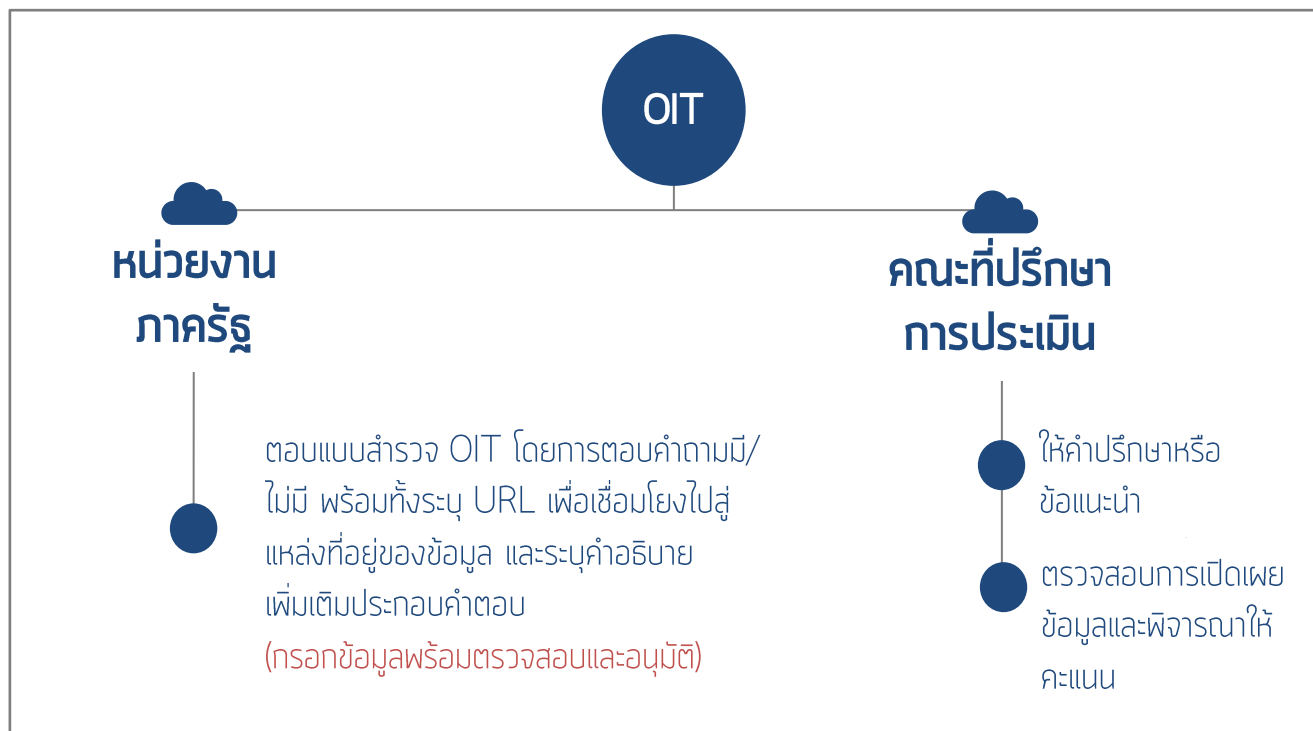 OIT
หน่วยงาน
ภาครัฐ
ตอบแบบสำรวจ OIT โดยการตอบคำถามมี/
ไม่มี พร้อมทั้งระบุ URL เพื่อเชื่อมโยงไปสู่
แหล่งที่อยู่ของข้อมูล และระบุคำอธิบาย
เพิ่มเติมประกอบคำตอบ
(กรอกข้อมูลพร้อมตรวจสอบและอนุมัติ)
คณะที่ปรึกษา
การประเมิน
ให้คำปรึกษาหรือ
ข้อแนะนำ
ตรวจสอบการเปิดเผย
ข้อมูลและพิจารณาให้
คะแนน